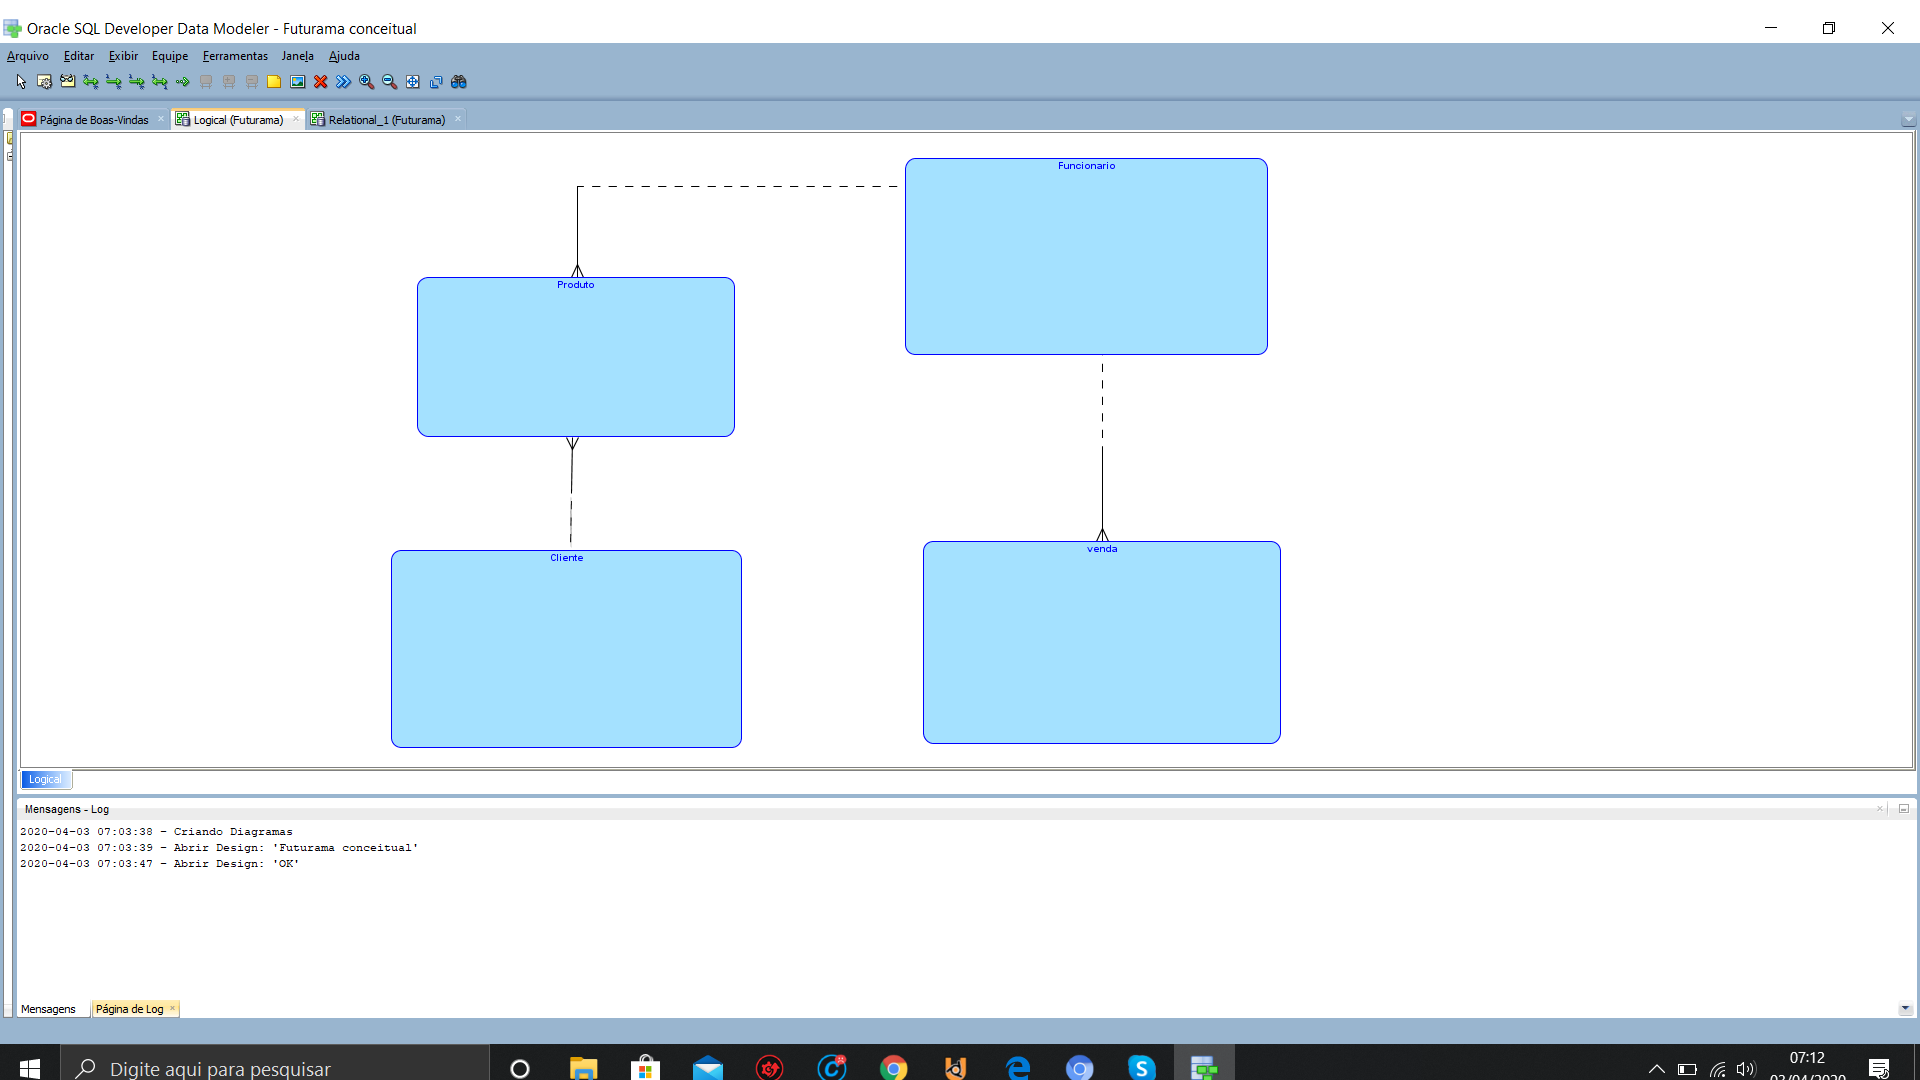 Oracle SQL Developer Data Modeler - Futurama conceitual
Arquivo Editar Exibir Equipe Ferramentas Janela Ajuda
Página de Boas-Vindas Logical (Futurama) Relational_1 (Futurama)
Funcionario
Produto
Cliente
venda
Logical
Mensagens - Log
2020-04-03 07:03:38 - Criando Diagramas
2020-04-03 07:03:39 - Abrir Design: 'Futurama conceitual'
2020-04-03 07:03:47 - Abrir Design: 'OK'
Mensagens Página de Log
Digite aqui para pesquisar
07:12
03/04/2020